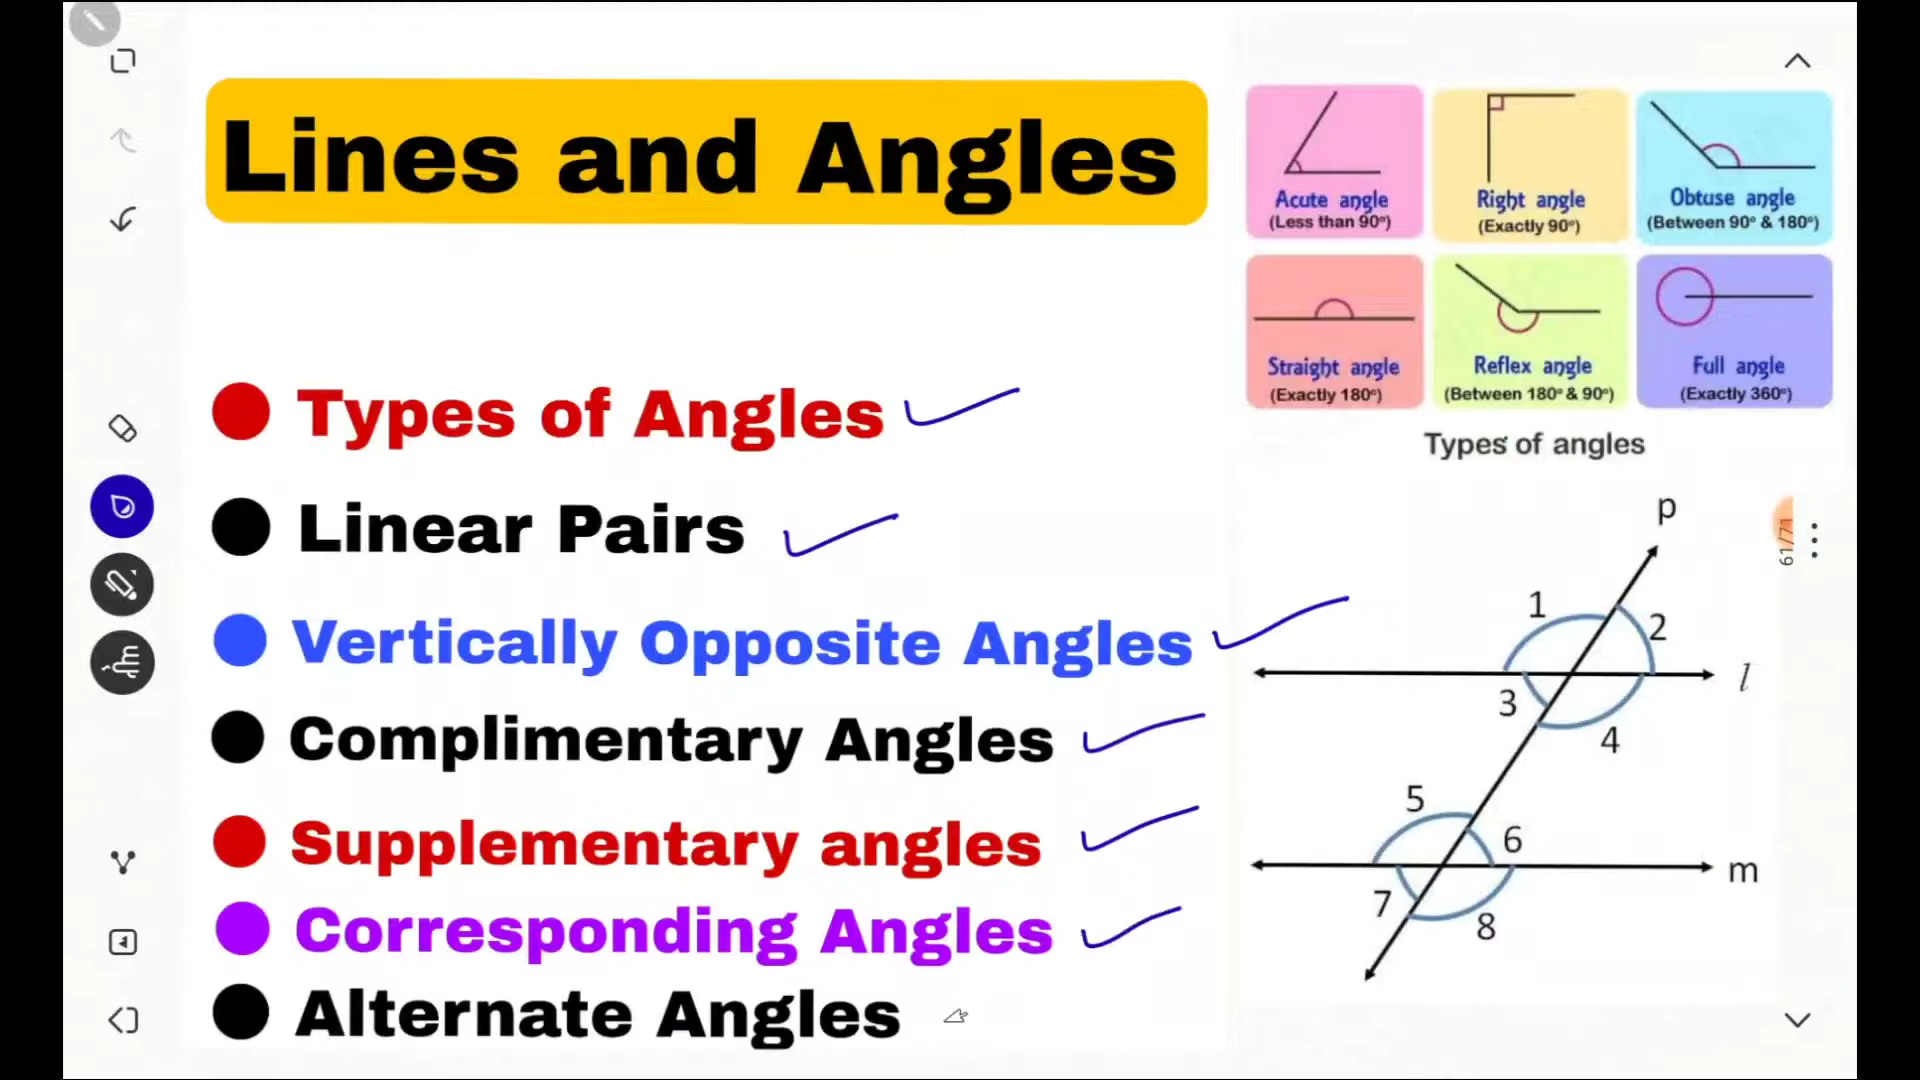 Lines and Angles
Types of Angles
Linear Pairs
Vertically Opposite Angles
Complimentary Angles
Supplementary angles
Corresponding Angles
Alternate Angles
Acute angle
(Less than 90°)
Right angle
(Exactly 90°)
Obtuse angle
(Between 90° & 180°)
Straight angle
(Exactly 180°)
Reflex angle
(Between 180° & 90°)
Full angle
(Exactly 360°)
Types of angles
p
61/71
1
2
l
3
4
5
6
m
7
8